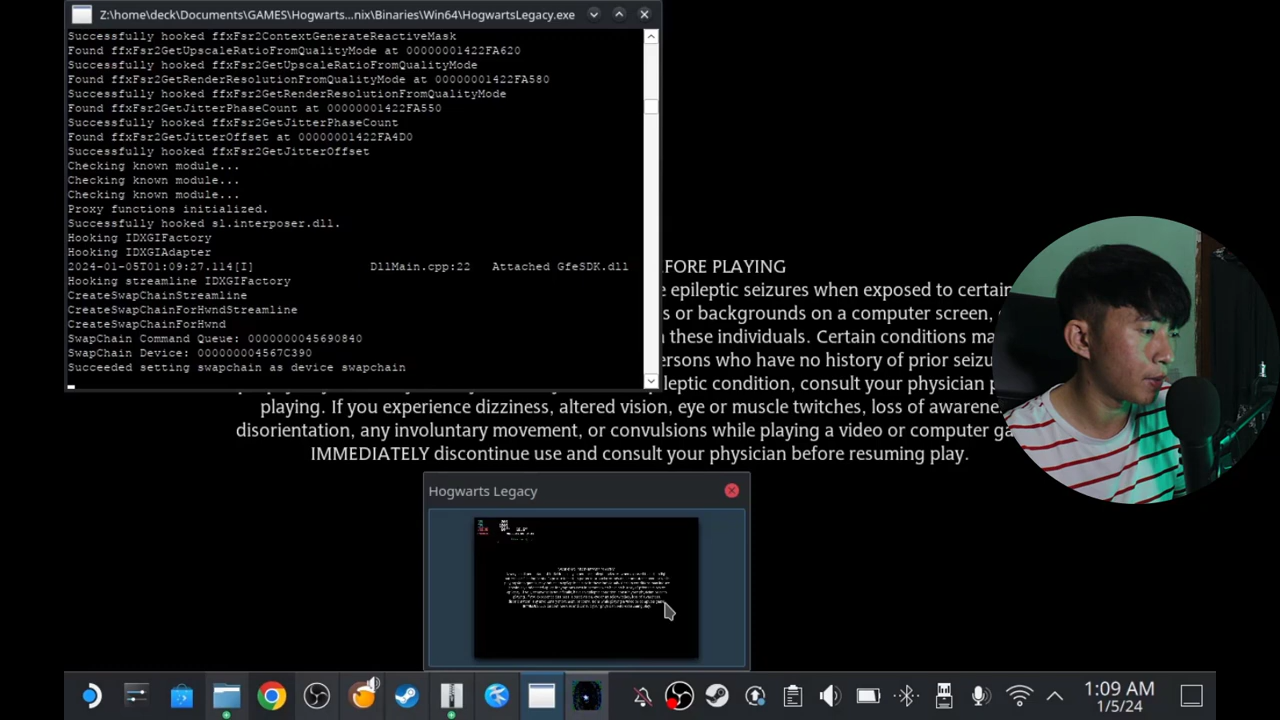 Z:\home\deck\Documents\GAMES\Hogwarts...nix\Binaries\Win64\HogwartsLegacy.exe
Successfully hooked ffxFsr2ContextGenerateReactiveMask
Found ffxFsr2GetUpscaleRatioFromQualityMode at 00000001422FA620
Successfully hooked ffxFsr2GetUpscaleRatioFromQualityMode
Found ffxFsr2GetRenderResolutionFromQualityMode at 00000001422FA580
Successfully hooked ffxFsr2GetRenderResolutionFromQualityMode
Found ffxFsr2GetJitterPhaseCount at 00000001422FA550
Successfully hooked ffxFsr2GetJitterPhaseCount
Found ffxFsr2GetJitterOffset at 00000001422FA4D0
Successfully hooked ffxFsr2GetJitterOffset
Checking known module...
Checking known module...
Checking known module...
Proxy functions initialized.
Successfully hooked sl.interposer.dll.
Hooking IDXGIFactory
Hooking IDXGIAdapter
2024-01-05T01:09:27.114[I] DllMain.cpp:22 Attached GfeSDK.dll
Hooking streamline IDXGIFactory
CreateSwapChainStreamline
CreateSwapChainForHwndStreamline
CreateSwapChainForHwnd
SwapChain Command Queue: 0000000045690840
SwapChain Device: 000000004567C390
Succeeded setting swapchain as device swapchain
EFORE PLAYING
epileptic seizures when exposed to certain
s or backgrounds on a computer screen,
these individuals. Certain conditions ma
ersons who have no history of prior seizu
leptic condition, consult your physician
playing. If you experience dizziness, altered vision, eye or muscle twitches, loss of awarene
disorientation, any involuntary movement, or convulsions while playing a video or computer ga
IMMEDIATELY discontinue use and consult your physician before resuming play.
Hogwarts Legacy
1:09 AM
1/5/24